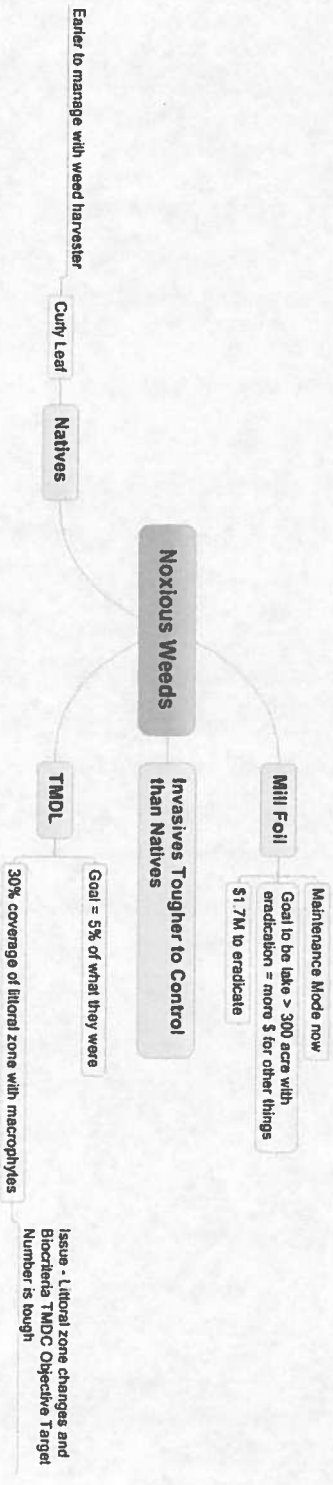 Noxious Weeds
Mill Foil
Maintenance Mode now
Goal to be lake > 300 acre with
eradication = more $ for other things
$1.7M to eradicate
Invasives Tougher to Control
than Natives
TMDL
Goal = 5% of what they were
30% coverage of littoral zone with macrophytes
Issue - Littoral zone changes and
Biocriteria TMDC Objective Target
Number is tough
Natives
Curly Leaf
Earier to manage with weed harvester